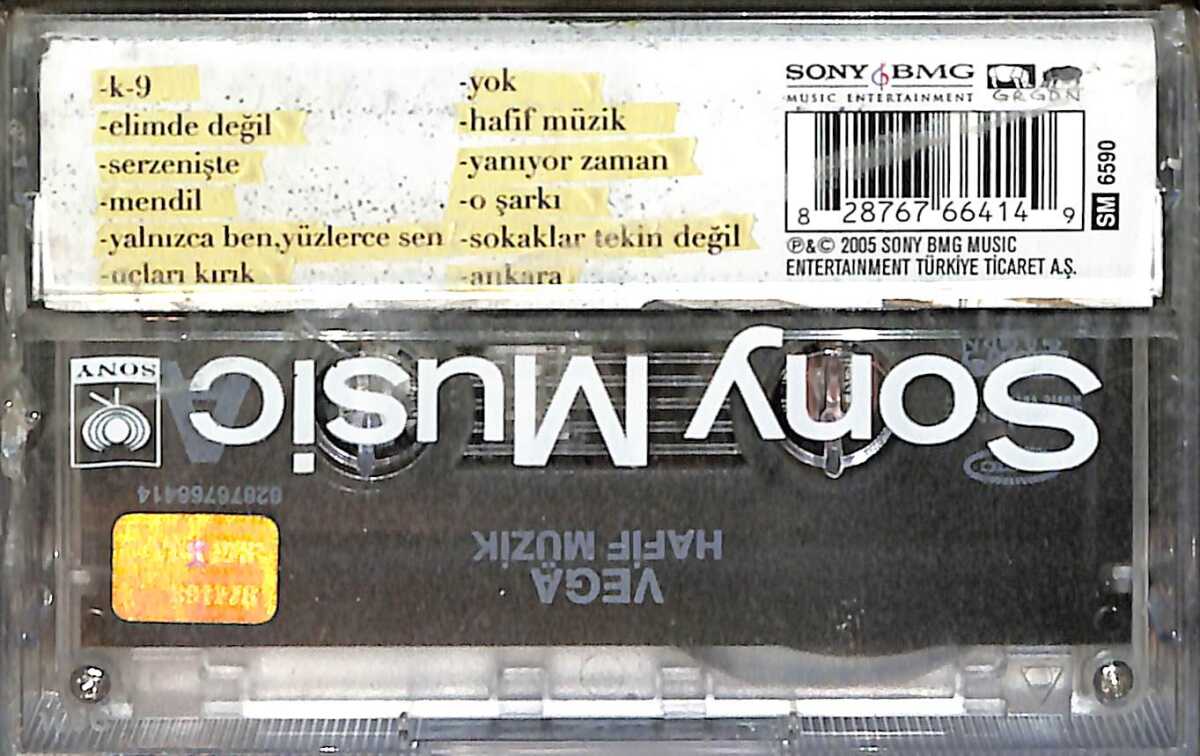 -k-9
-elimde değil
-serzenişte
-mendil
-yalnızca ben,yüzlerce sen
-uçları kırık
-yok
-hafif müzik
-yanıyor zaman
-o şarkı
-sokaklar tekin değil
-ankara
SONY BMG
MUSIC ENTERTAINMENT
GRGDN
8 28767 66414 9
SM 6590
℗&© 2005 SONY BMG MUSIC
ENTERTAINMENT TÜRKİYE TİCARET A.Ş.
SONY
Sony Music
A
82876766414
HAFİF MÜZİK
VEGA